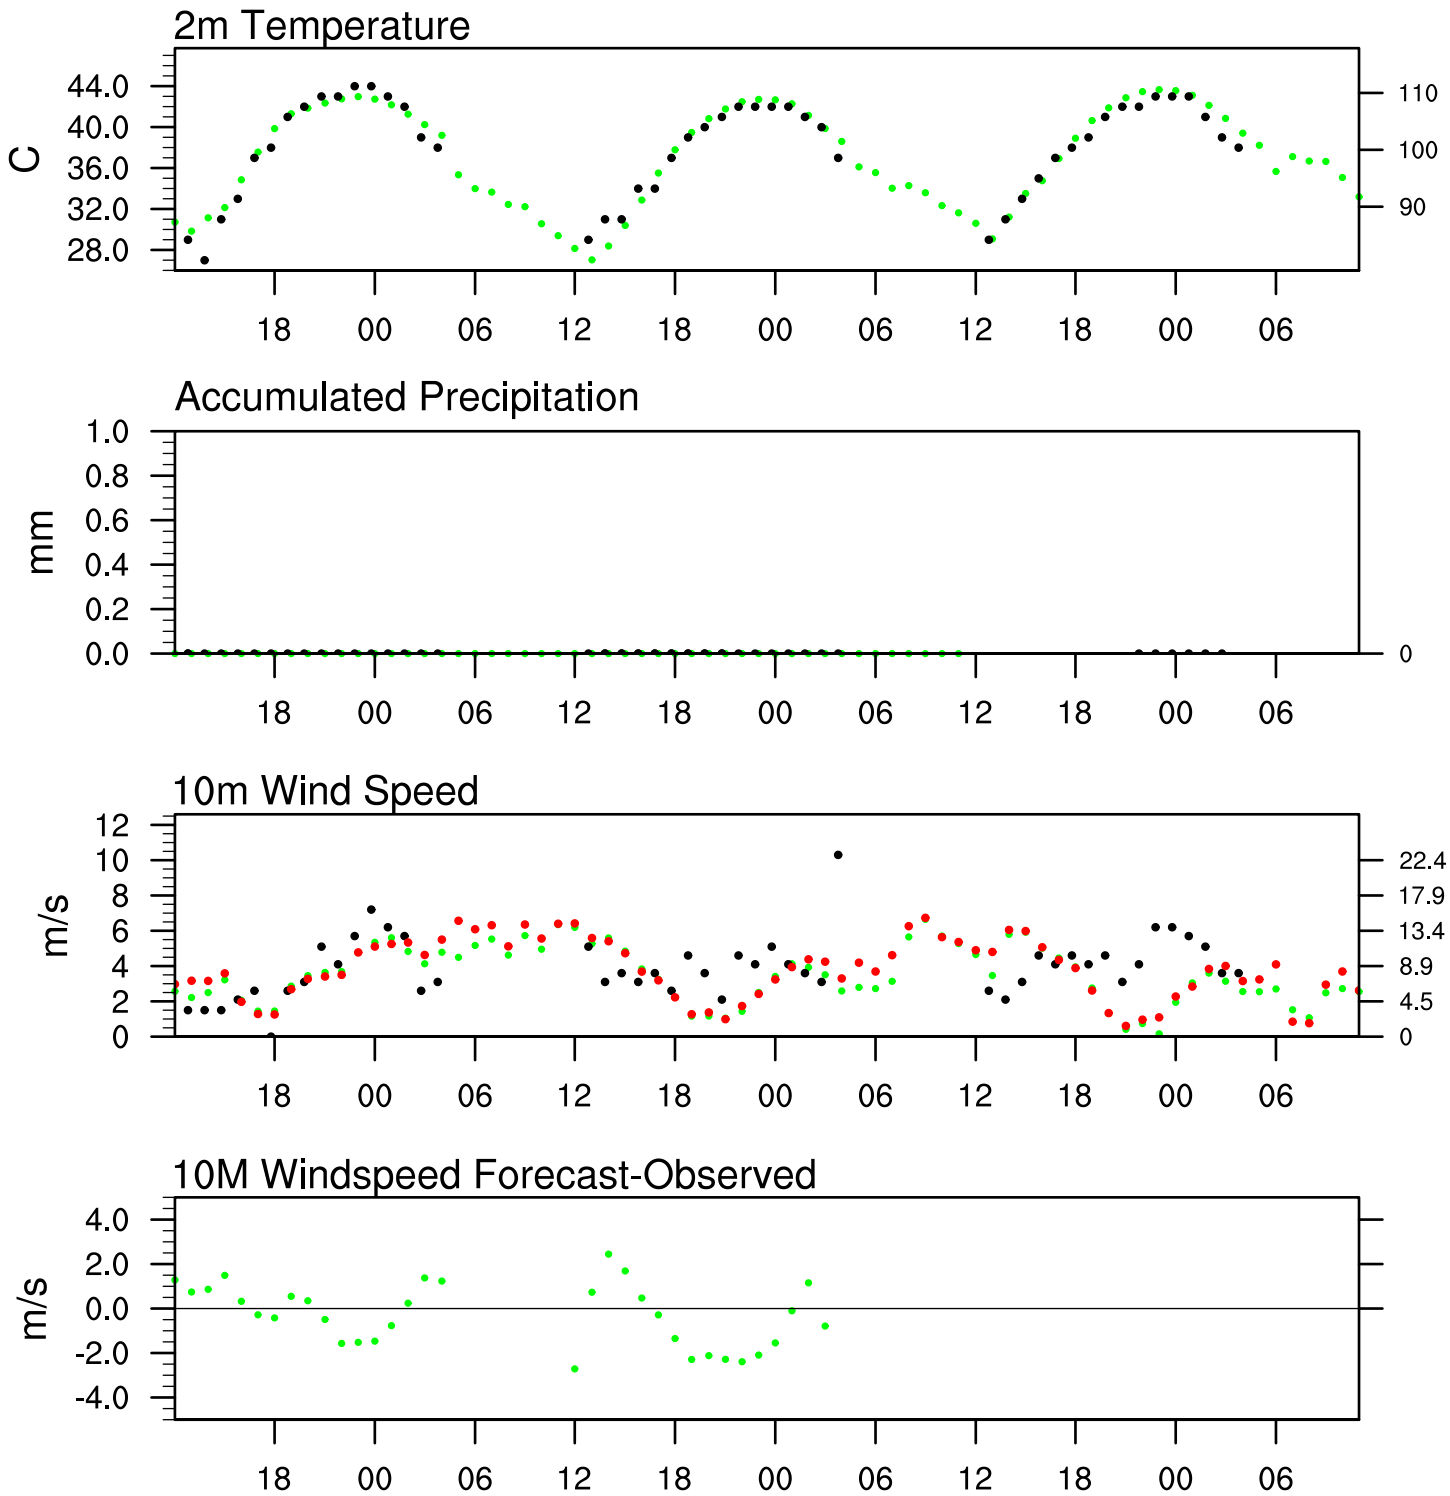 2m Temperature
C
44.0
40.0
36.0
32.0
28.0
110
100
90
18 00 06 12 18 00 06 12 18 00 06
Accumulated Precipitation
mm
1.0
0.8
0.6
0.4
0.2
0.0
0
18 00 06 12 18 00 06 12 18 00 06
10m Wind Speed
m/s
12
10
8
6
4
2
0
22.4
17.9
13.4
8.9
4.5
0
18 00 06 12 18 00 06 12 18 00 06
10M Windspeed Forecast-Observed
m/s
4.0
2.0
0.0
-2.0
-4.0
18 00 06 12 18 00 06 12 18 00 06